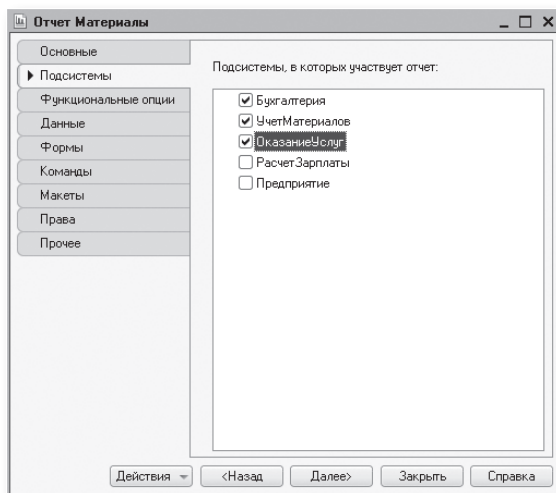 Отчет Материалы
Основные
Подсистемы
Функциональные опции
Данные
Формы
Команды
Макеты
Права
Прочее
Подсистемы, в которых участвует отчет:
Бухгалтерия
УчетМатериалов
ОказаниеУслуг
РасчетЗарплаты
Предприятие
Действия
<Назад
Далее>
Закрыть
Справка